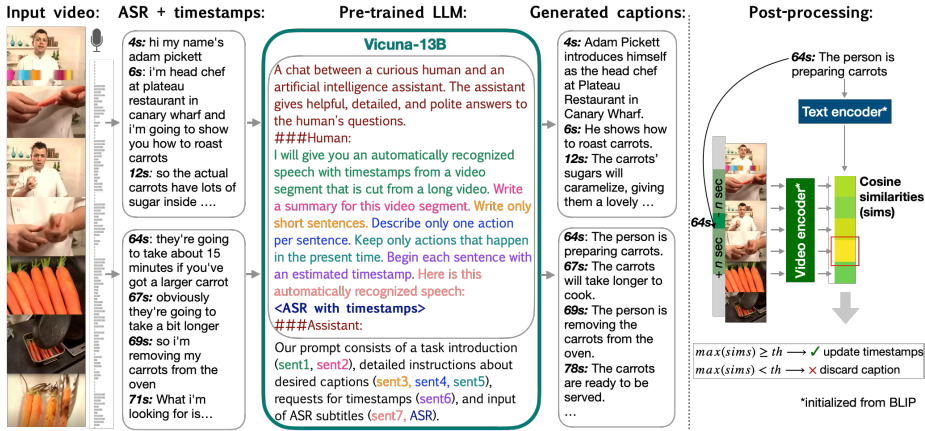 Input video:
ASR + timestamps:
Pre-trained LLM:
Generated captions:
Post-processing:
4s: hi my name's
adam pickett
6s: i'm head chef
at plateau
restaurant in
canary wharf and
i'm going to show
you how to roast
carrots
12s: so the actual
carrots have lots of
sugar inside ....
64s: they're going
to take about 15
minutes if you've
got a larger carrot
67s: obviously
they're going to
take a bit longer
69s: so i'm
removing my
carrots from the
oven
71s: What i'm
looking for is...
Vicuna-13B
A chat between a curious human and an
artificial intelligence assistant. The assistant
gives helpful, detailed, and polite answers to
the human's questions.
###Human:
I will give you an automatically recognized
speech with timestamps from a video
segment that is cut from a long video. Write
a summary for this video segment. Write only
short sentences. Describe only one action
per sentence. Keep only actions that happen
in the present time. Begin each sentence with
an estimated timestamp. Here is this
automatically recognized speech:
<ASR with timestamps>
###Assistant:
Our prompt consists of a task introduction
(sent1, sent2), detailed instructions about
desired captions (sent3, sent4, sent5),
requests for timestamps (sent6), and input
of ASR subtitles (sent7, ASR).
4s: Adam Pickett
introduces himself
as the head chef
at Plateau
Restaurant in
Canary Wharf.
6s: He shows how
to roast carrots.
12s: The carrots'
sugars will
caramelize, giving
them a lovely ...
64s: The person is
preparing carrots.
67s: The carrots
will take longer to
cook.
69s: The person is
removing the
carrots from the
oven.
78s: The carrots
are ready to be
served.
...
64s: The person is
preparing carrots
Text encoder*
- n sec
64s
+ n sec
Video encoder*
Cosine
similarities
(sims)
max(sims) ≥ th ⟶ ✓ update timestamps
max(sims) < th ⟶ × discard caption
*initialized from BLIP